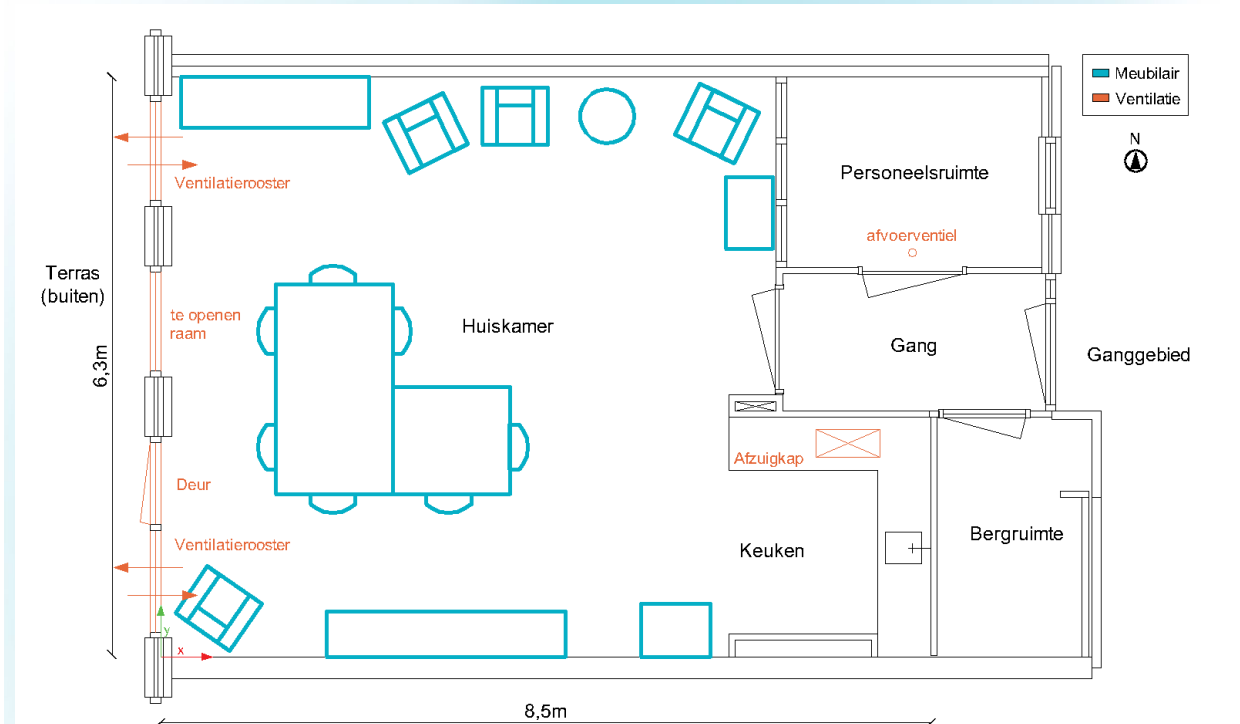 Meubilair
Ventilatie
N
Ventilatierooster
Personeelsruimte
afvoerventiel
Terras
(buiten)
te openen
raam
Huiskamer
Gang
Ganggebied
6,3m
Afzuigkap
Deur
Ventilatierooster
Keuken
Bergruimte
y
x
8,5m